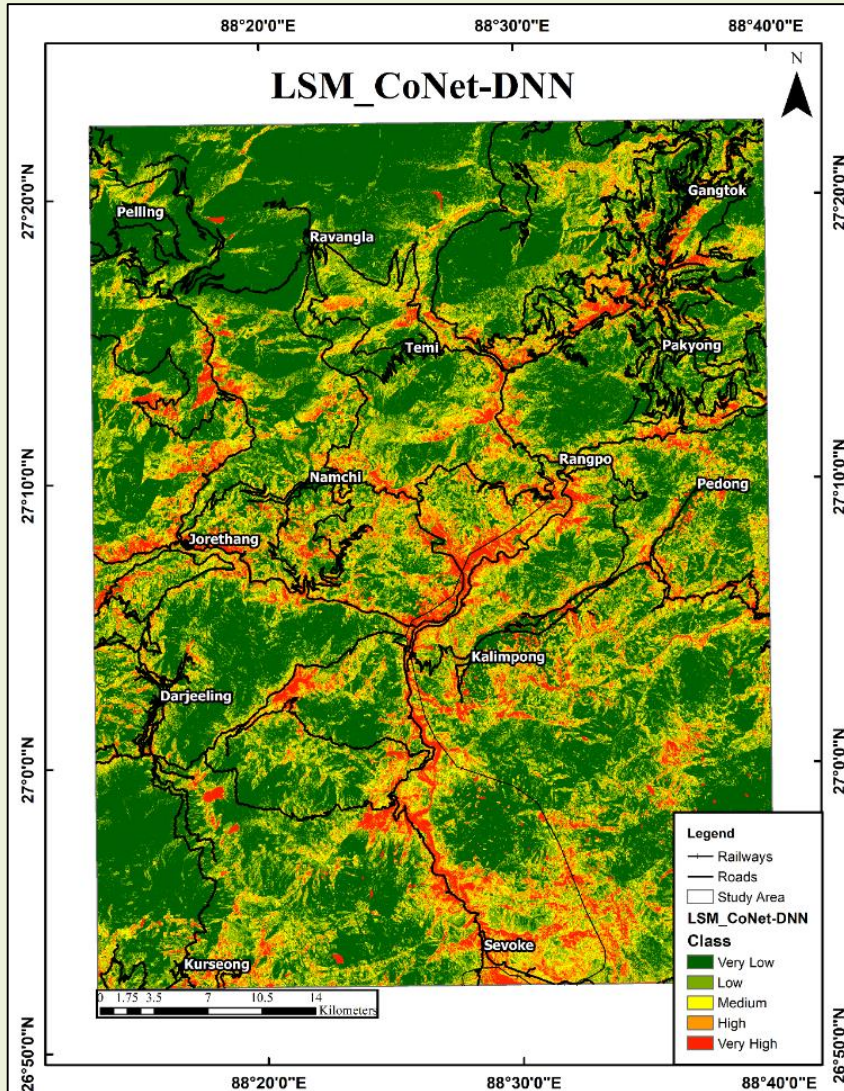 88°20'0"E 88°30'0"E 88°40'0"E
N
LSM_CoNet-DNN
27°20'0"N
27°20'0"N
Gangtok
Pelling
Ravangla
Temi
Pakyong
Rangpo
27°10'0"N
27°10'0"N
Namchi
Pedong
Jorethang
Kalimpong
Darjeeling
27°0'0"N
27°0'0"N
Legend
Railways
Roads
Study Area
LSM_CoNet-DNN
Class
Very Low
Low
Medium
High
Very High
Sevoke
Kurseong
0 1.75 3.5 7 10.5 14
Kilometers
26°50'0"N
26°50'0"N
88°20'0"E 88°30'0"E 88°40'0"E